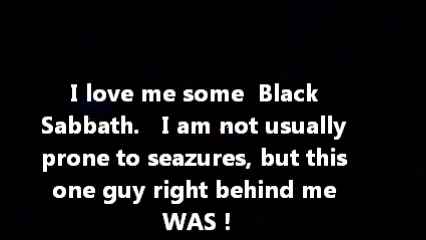 I love me some  Black
Sabbath.   I am not usually
prone to seazures, but this
one guy right behind me
WAS !